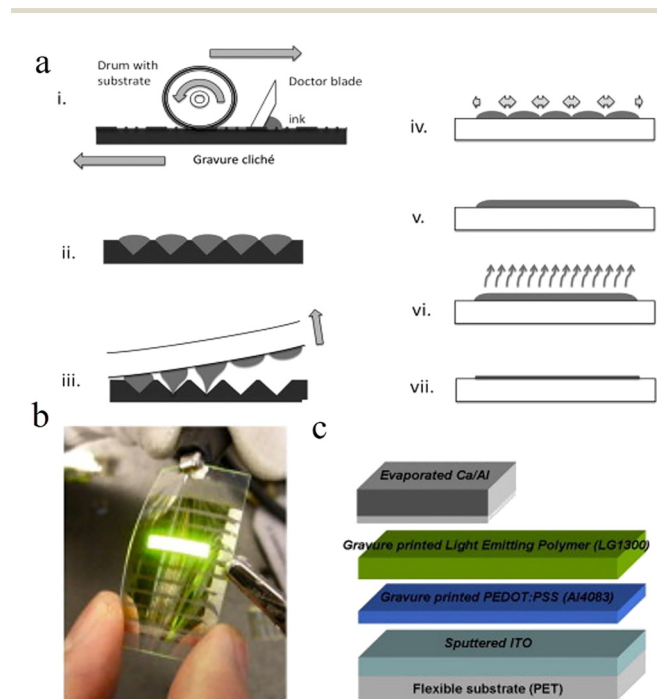 a
i.
Drum with
substrate
Doctor blade
ink
Gravure cliché
ii.
iii.
iv.
v.
vi.
vii.
b
c
Evaporated Ca/Al
Gravure printed Light Emitting Polymer (LG1300)
Gravure printed PEDOT:PSS (AI4083)
Sputtered ITO
Flexible substrate (PET)